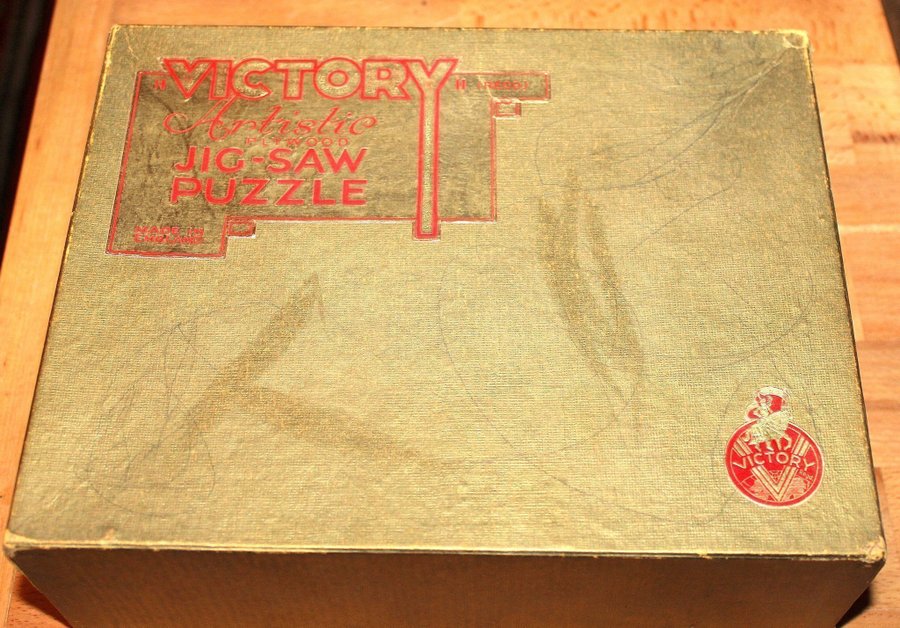 VICTORY
Artistic
PLYWOOD
JIG-SAW
PUZZLE
MADE IN
ENGLAND
VICTORY